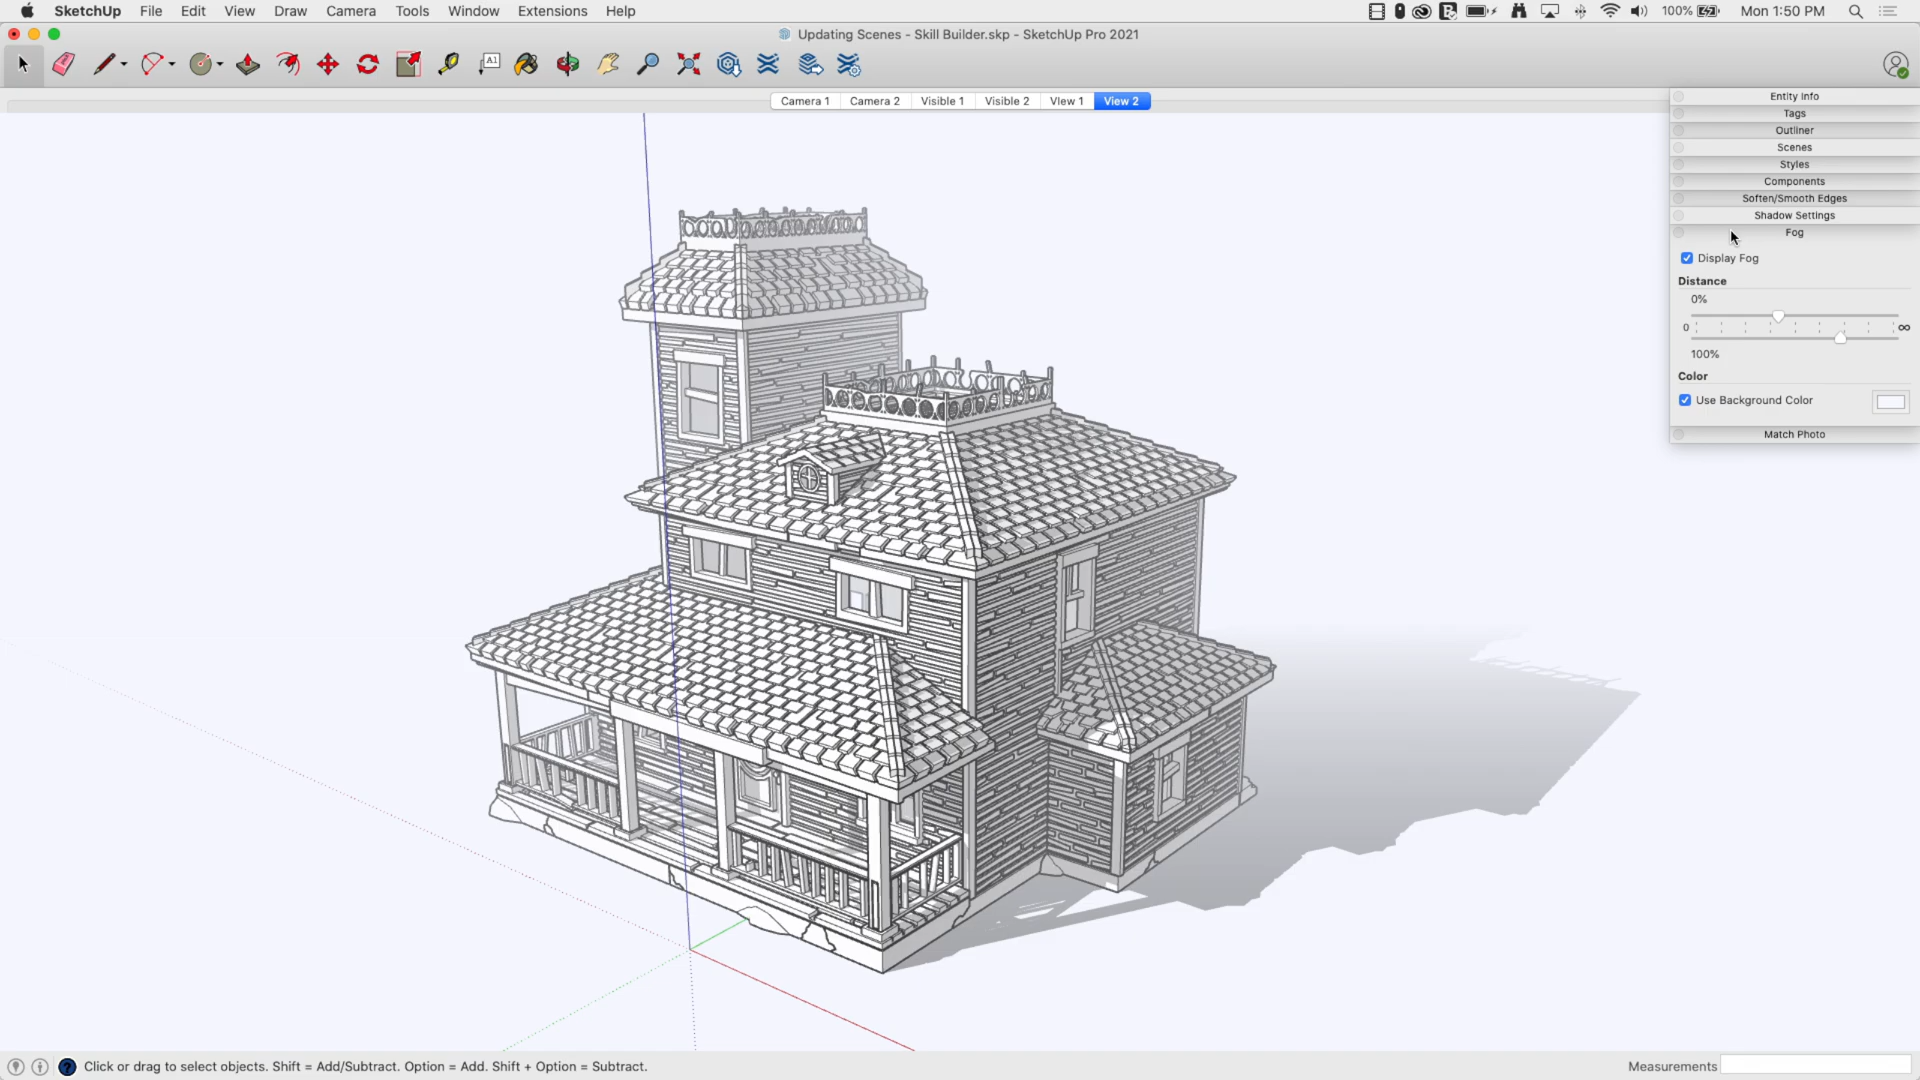 SketchUp File Edit View Draw Camera Tools Window Extensions Help 100% Mon 1:50 PM
Updating Scenes - Skill Builder.skp - SketchUp Pro 2021
A1
Camera 1 Camera 2 Visible 1 Visible 2 VIew 1 View 2
Entity Info
Tags
Outliner
Scenes
Styles
Components
Soften/Smooth Edges
Shadow Settings
Fog
Display Fog
Distance
0%
0 ∞
100%
Color
Use Background Color
Match Photo
? Click or drag to select objects. Shift = Add/Subtract. Option = Add. Shift + Option = Subtract. Measurements